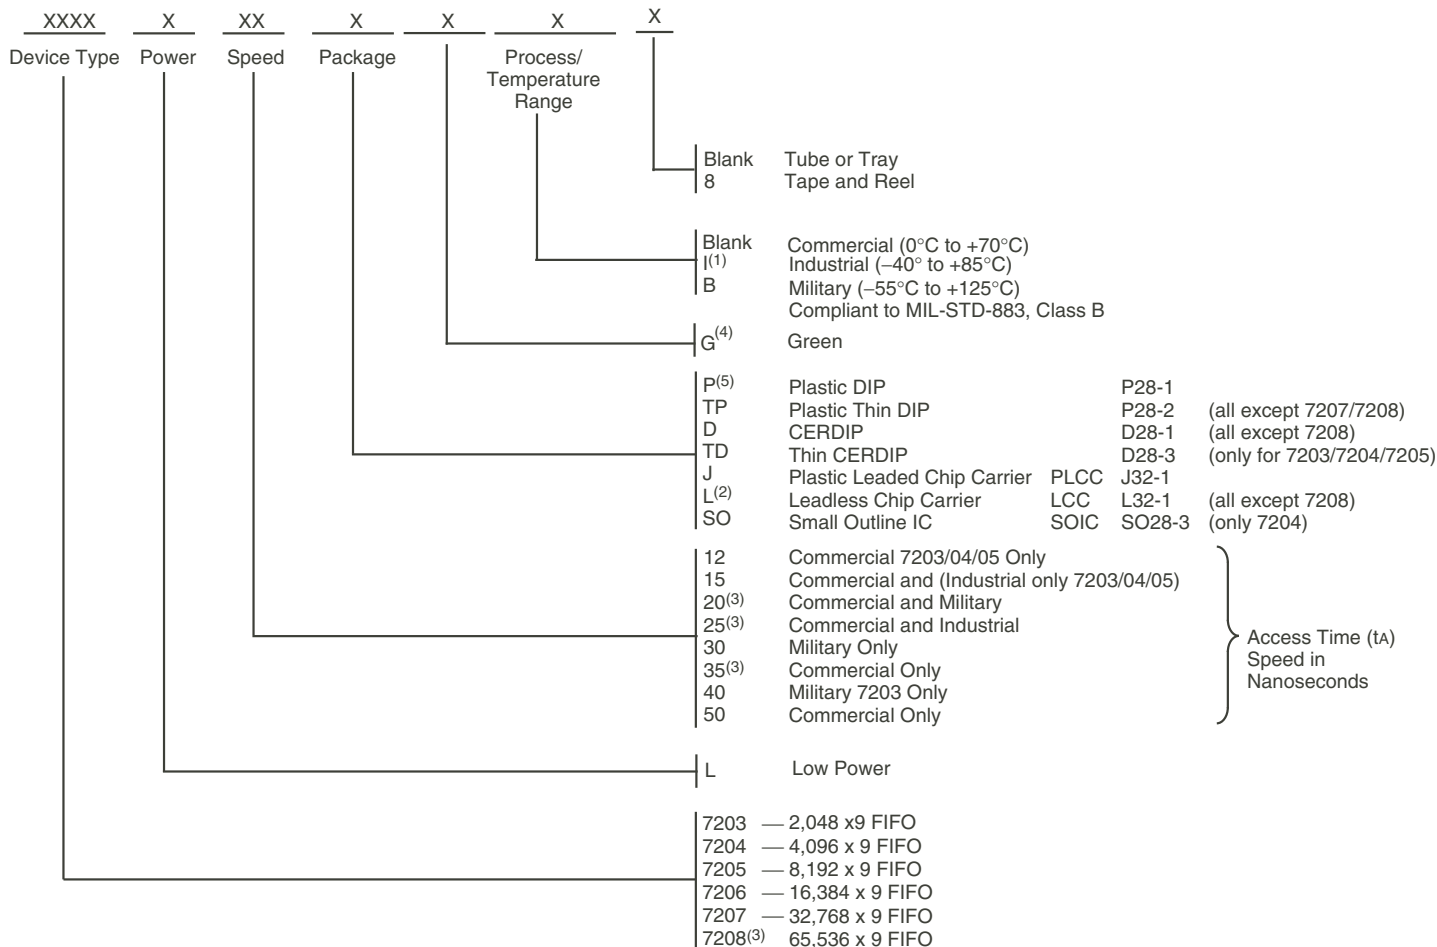 XXXX X XX X X X X
Device Type Power Speed Package Process/
Temperature
Range
Blank Tube or Tray
8 Tape and Reel
Blank Commercial (0°C to +70°C)
I(1) Industrial (–40° to +85°C)
B Military (–55°C to +125°C)
Compliant to MIL-STD-883, Class B
G(4) Green
P(5) Plastic DIP P28-1
TP Plastic Thin DIP P28-2 (all except 7207/7208)
D CERDIP D28-1 (all except 7208)
TD Thin CERDIP D28-3 (only for 7203/7204/7205)
J Plastic Leaded Chip Carrier PLCC J32-1
L(2) Leadless Chip Carrier LCC L32-1 (all except 7208)
SO Small Outline IC SOIC SO28-3 (only 7204)
12 Commercial 7203/04/05 Only
15 Commercial and (Industrial only 7203/04/05)
20(3) Commercial and Military
25(3) Commercial and Industrial
30 Military Only
35(3) Commercial Only
40 Military 7203 Only
50 Commercial Only
Access Time (tA)
Speed in
Nanoseconds
L Low Power
7203 — 2,048 x9 FIFO
7204 — 4,096 x 9 FIFO
7205 — 8,192 x 9 FIFO
7206 — 16,384 x 9 FIFO
7207 — 32,768 x 9 FIFO
7208(3) 65,536 x 9 FIFO